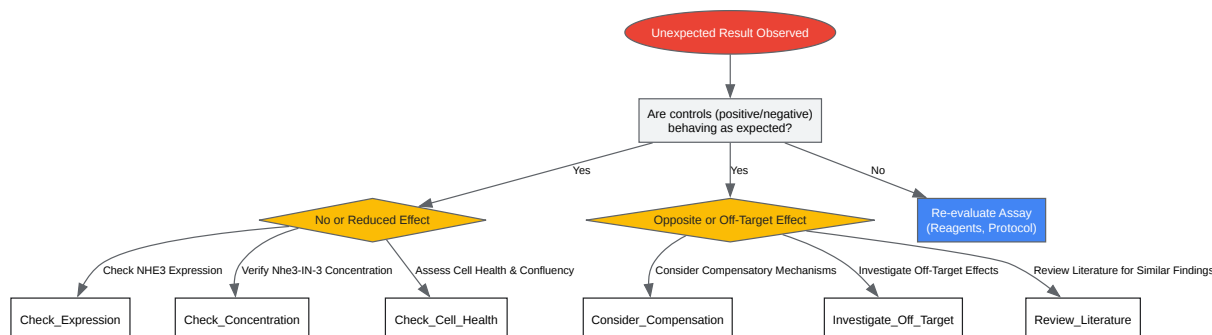 Unexpected Result Observed
Are controls (positive/negative)
behaving as expected?
Yes
Yes
No
No or Reduced Effect
Opposite or Off-Target Effect
Re-evaluate Assay
(Reagents, Protocol)
Check NHE3 Expression
Verify Nhe3-IN-3 Concentration
Assess Cell Health & Confluency
Consider Compensatory Mechanisms
Investigate Off-Target Effects
Review Literature for Similar Findings
Check_Expression
Check_Concentration
Check_Cell_Health
Consider_Compensation
Investigate_Off_Target
Review_Literature